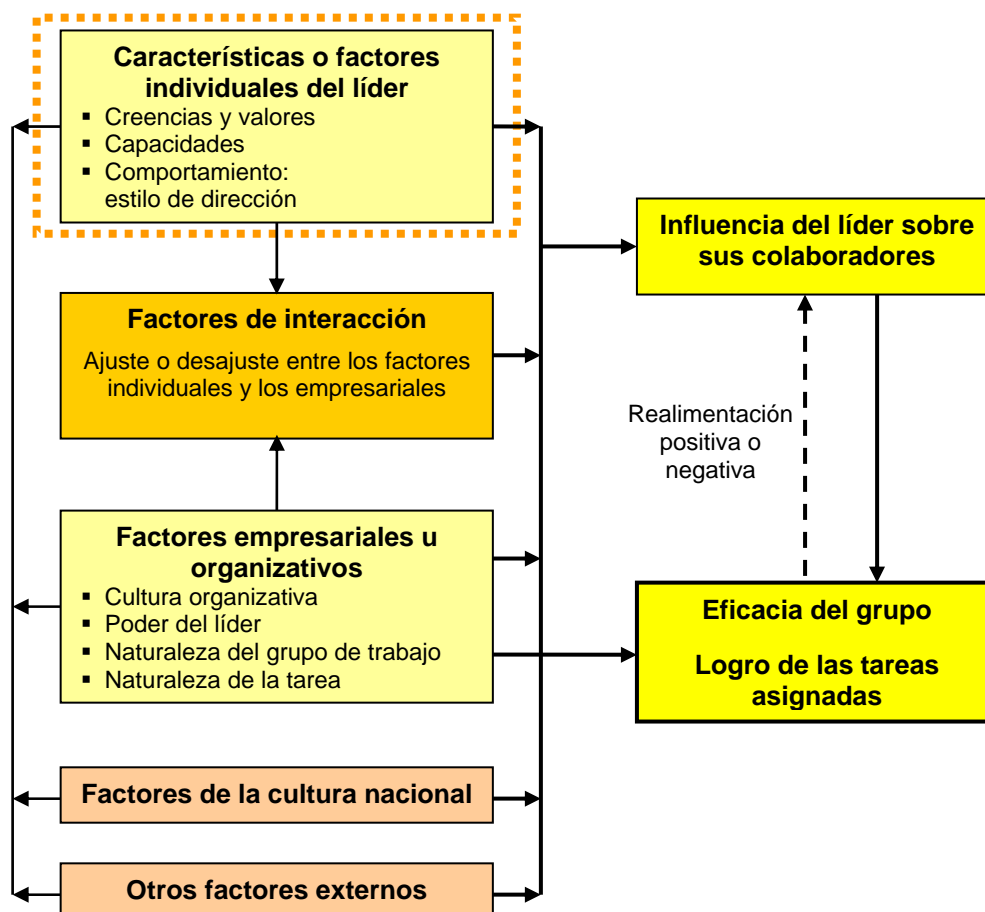 Características o factores
individuales del líder
▪ Creencias y valores
▪ Capacidades
▪ Comportamiento:
estilo de dirección
Factores de interacción
Ajuste o desajuste entre los factores
individuales y los empresariales
Factores empresariales u
organizativos
▪ Cultura organizativa
▪ Poder del líder
▪ Naturaleza del grupo de trabajo
▪ Naturaleza de la tarea
Factores de la cultura nacional
Otros factores externos
Influencia del líder sobre
sus colaboradores
Realimentación
positiva o
negativa
Eficacia del grupo
Logro de las tareas
asignadas